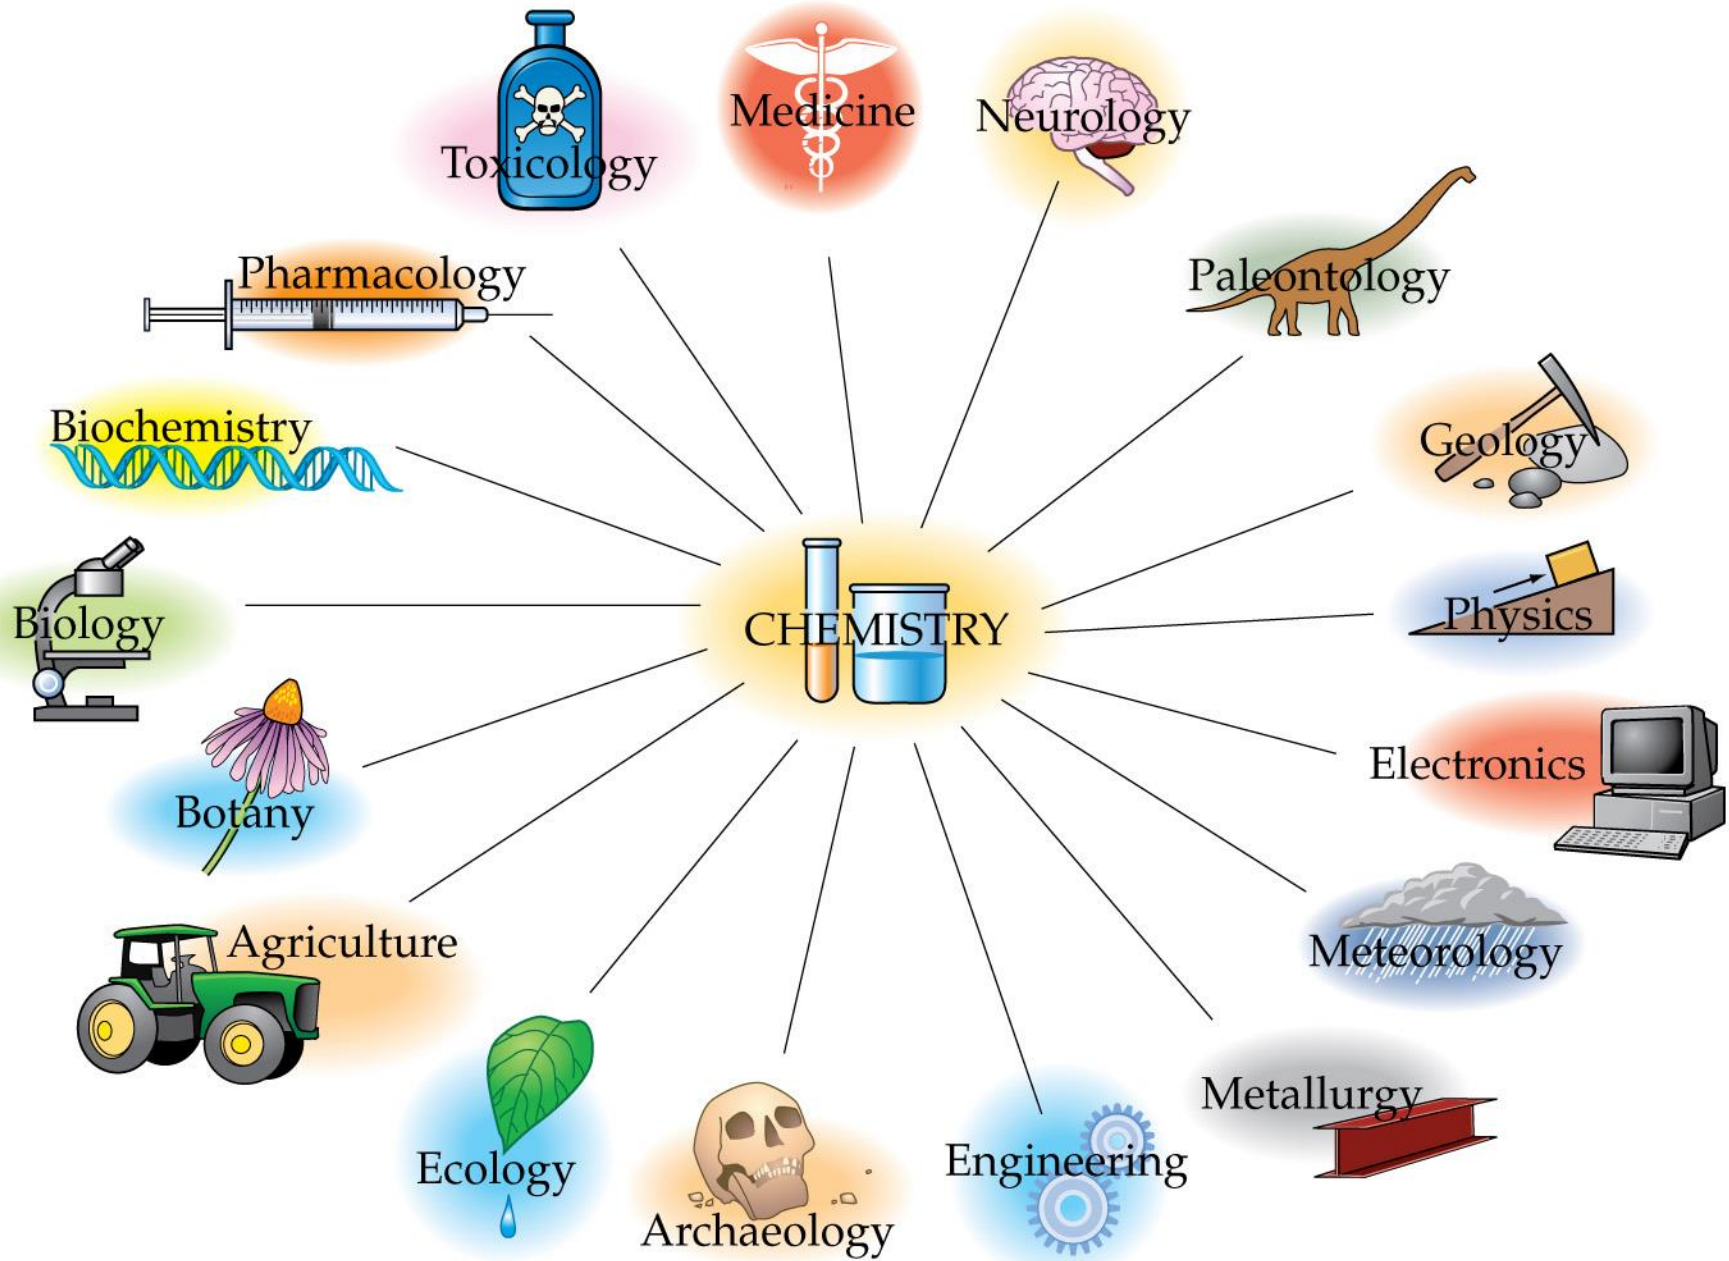 Toxicology
Medicine
Neurology
Pharmacology
Paleontology
Biochemistry
Geology
Biology
CHEMISTRY
Physics
Botany
Electronics
Agriculture
Meteorology
Ecology
Archaeology
Engineering
Metallurgy